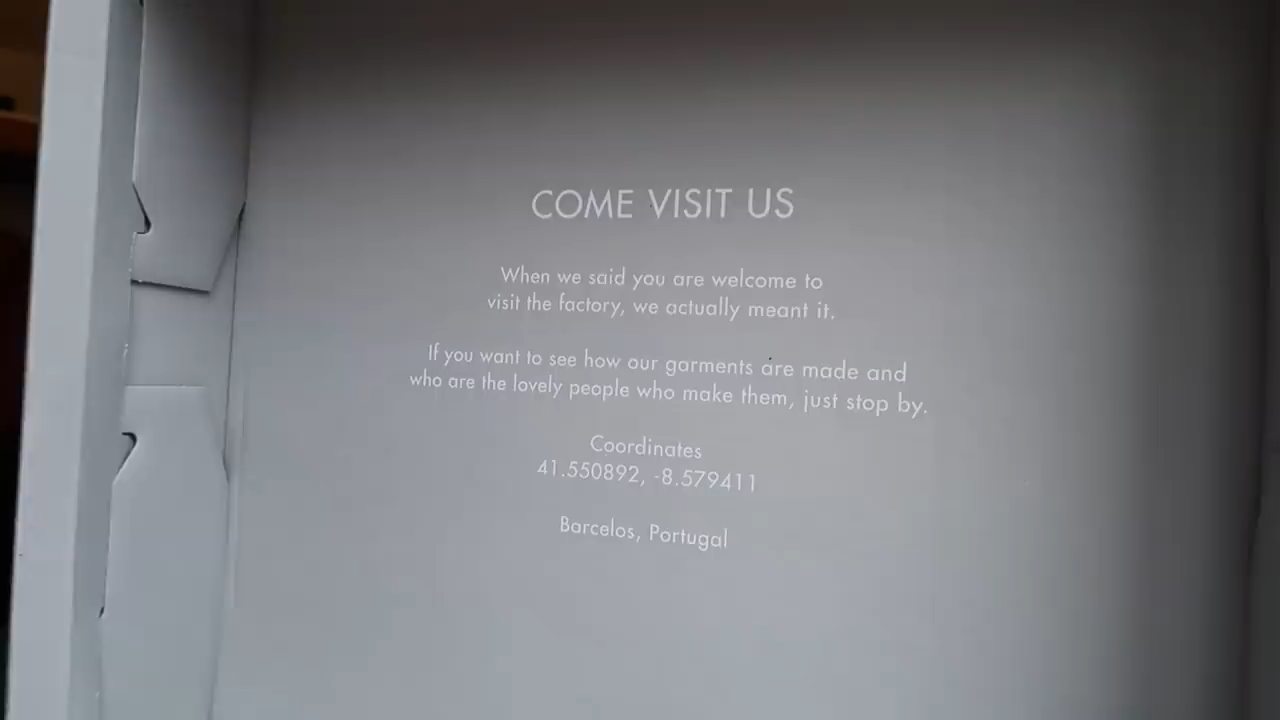 COME VISIT US
When we said you are welcome to
visit the factory, we actually meant it.
If you want to see how our garments are made and
who are the lovely people who make them, just stop by.
Coordinates
41.550892, -8.579411
Barcelos, Portugal